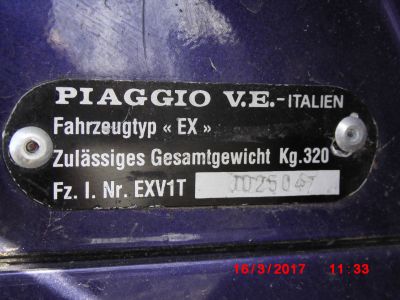 PIAGGIO V.E.-ITALIEN
Fahrzeugtyp « EX »
Zulässiges Gesamtgewicht Kg.320
Fz. I. Nr. EXV1T
16/3/2017 11:33